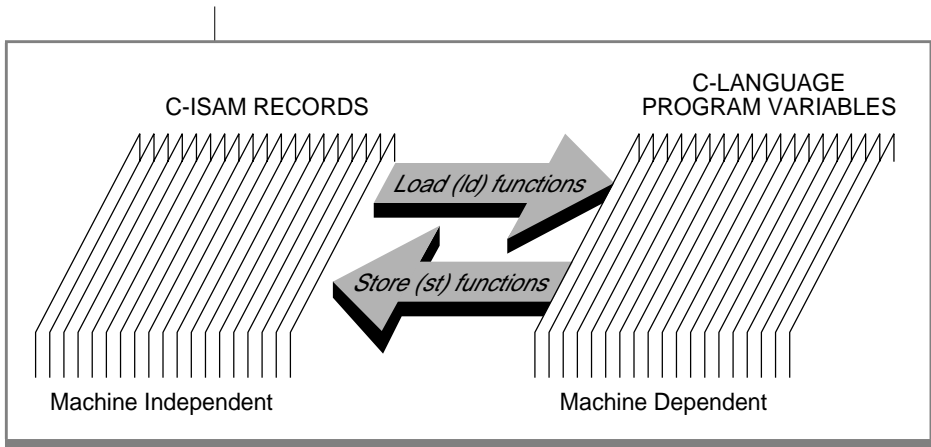 C-ISAM RECORDS
C-LANGUAGE
PROGRAM VARIABLES
Load (ld) functions
Store (st) functions
Machine Independent
Machine Dependent